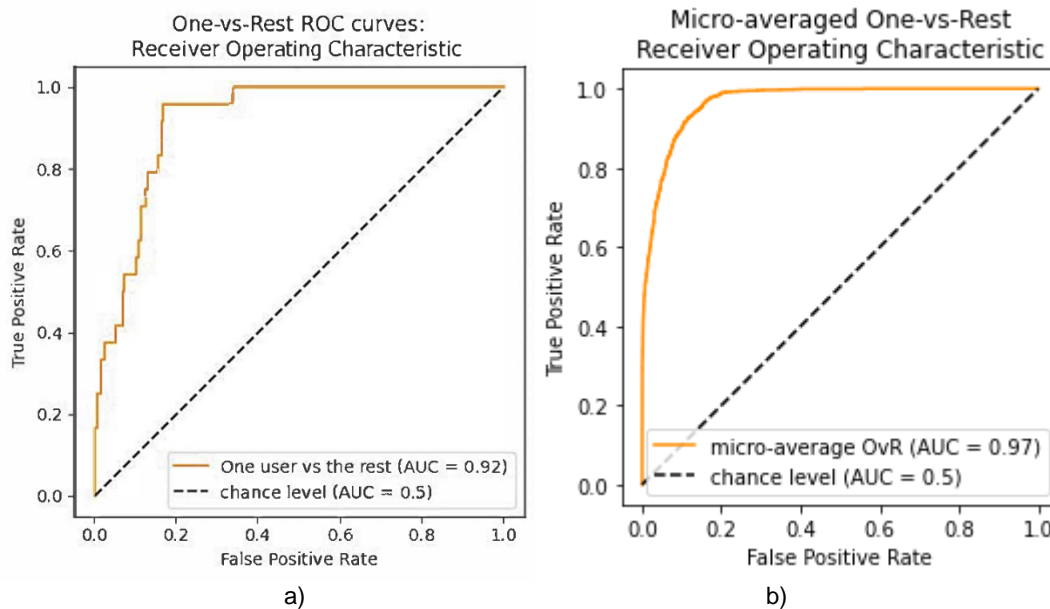 One-vs-Rest ROC curves:
Receiver Operating Characteristic
True Positive Rate
1.0
0.8
0.6
0.4
0.2
0.0
One user vs the rest (AUC = 0.92)
chance level (AUC = 0.5)
0.0 0.2 0.4 0.6 0.8 1.0
False Positive Rate
a)
Micro-averaged One-vs-Rest
Receiver Operating Characteristic
True Positive Rate
1.0
0.8
0.6
0.4
0.2
0.0
micro-average OvR (AUC = 0.97)
chance level (AUC = 0.5)
0.0 0.2 0.4 0.6 0.8 1.0
False Positive Rate
b)